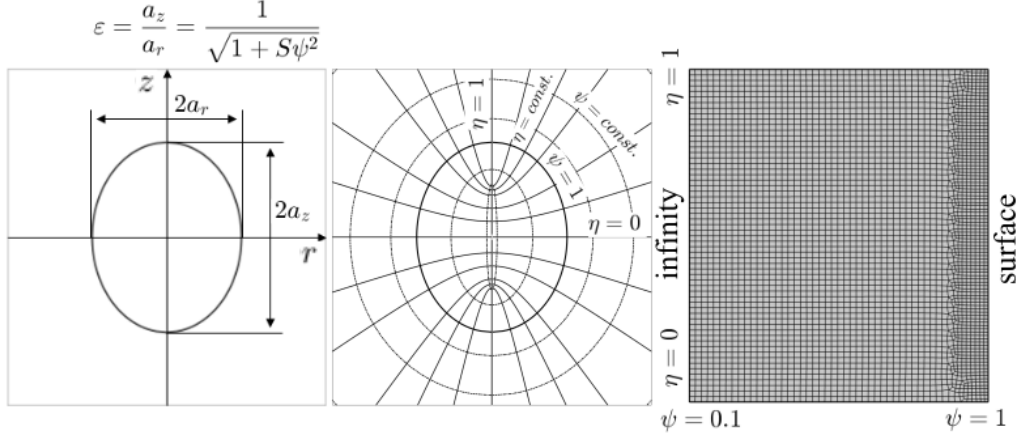 ε = a_z / a_r = 1 / √(1 + Sψ²)
z
2a_r
2a_z
r
η = 1
η = const.
ψ = const.
ψ = 1
η = 0
η = 1
infinity
η = 0
surface
ψ = 0.1
ψ = 1